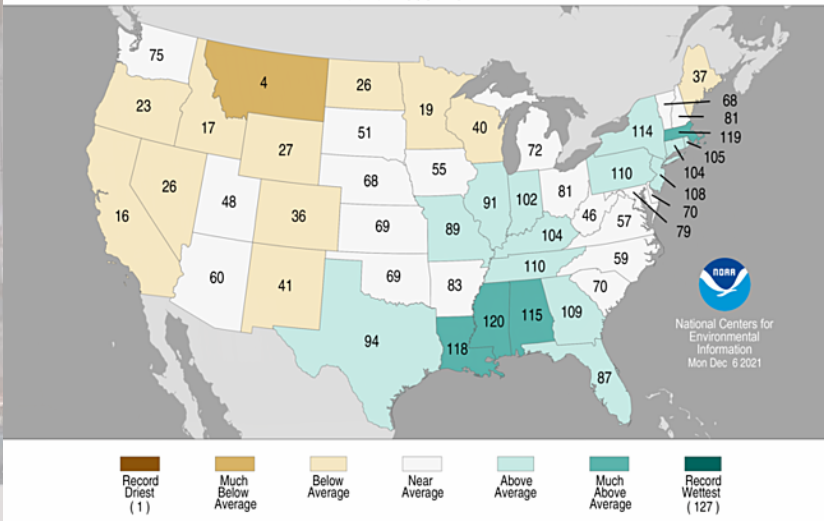 75
4
26
37
23
17
19
68
81
40
114
119
51
27
72
105
104
110
108
55
68
26
48
91
102
81
70
46
57
79
36
16
69
89
104
59
110
60
41
69
83
70
120
115
109
94
118
87
NOAA
National Centers for
Environmental
Information
Mon Dec 6 2021
Record
Driest
( 1 )
Much
Below
Average
Below
Average
Near
Average
Above
Average
Much
Above
Average
Record
Wettest
( 127 )